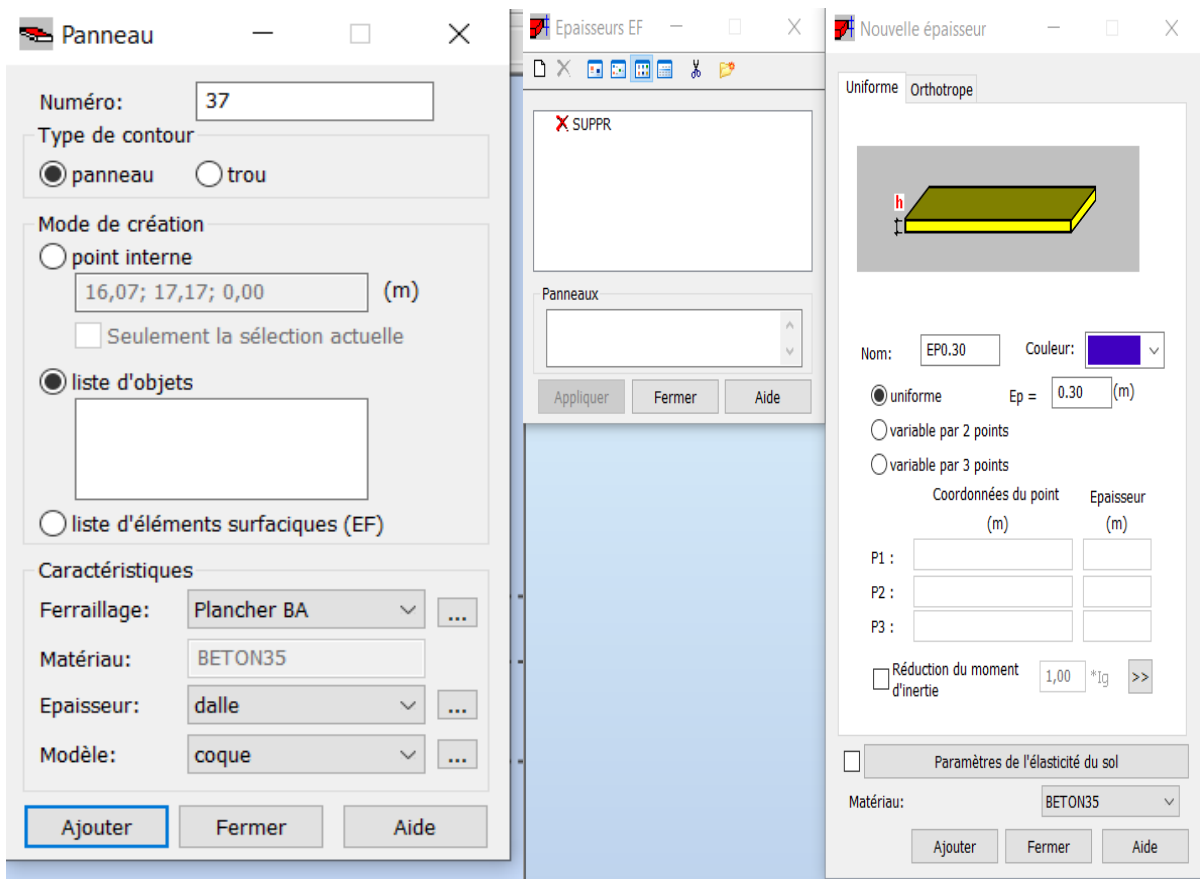 Panneau
Numéro: 37
Type de contour
panneau trou
Mode de création
point interne
16,07; 17,17; 0,00 (m)
Seulement la sélection actuelle
liste d'objets
liste d'éléments surfaciques (EF)
Caractéristiques
Ferraillage: Plancher BA ...
Matériau: BETON35
Epaisseur: dalle ...
Modèle: coque ...
Ajouter Fermer Aide
Epaisseurs EF
SUPPR
Panneaux
Appliquer Fermer Aide
Nouvelle épaisseur
Uniforme Orthotrope
h
Nom: EP0.30 Couleur:
uniforme Ep = 0.30 (m)
variable par 2 points
variable par 3 points
Coordonnées du point Epaisseur
(m) (m)
P1 :
P2 :
P3 :
Réduction du moment
d'inertie 1,00 *Ig >>
Paramètres de l'élasticité du sol
Matériau: BETON35
Ajouter Fermer Aide